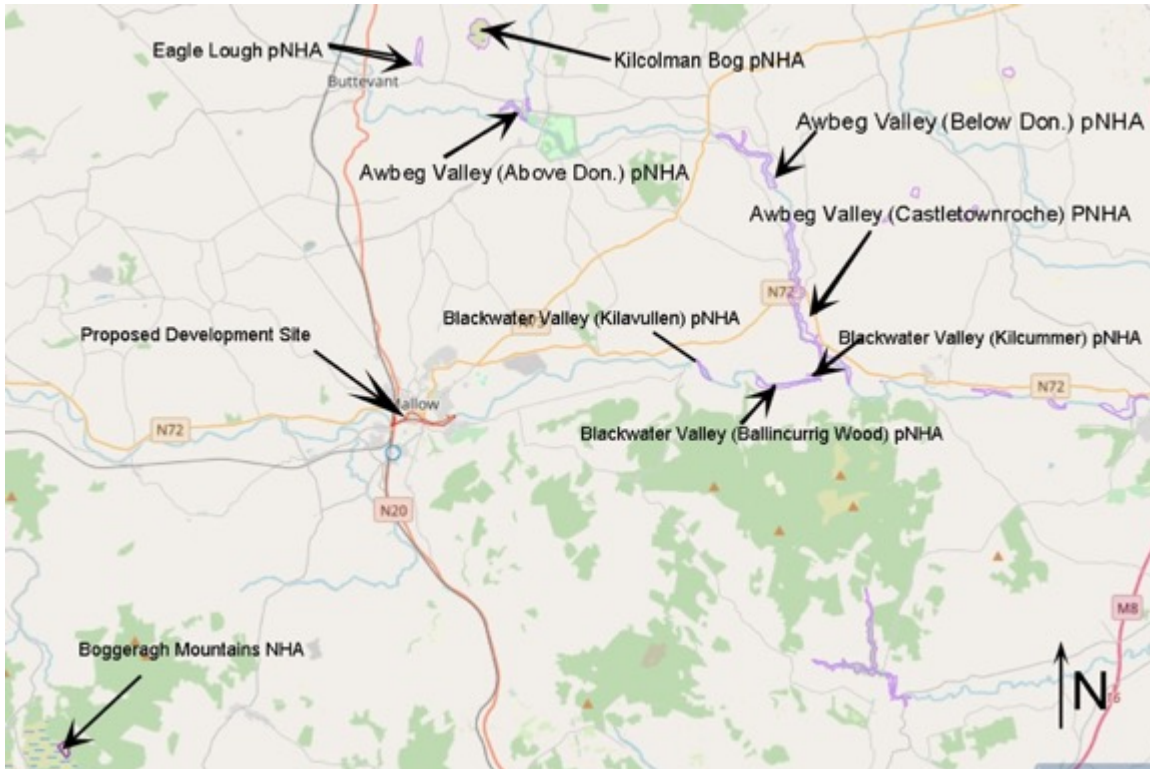 Eagle Lough pNHA
Kilcolman Bog pNHA
Buttevant
Awbeg Valley (Below Don.) pNHA
Awbeg Valley (Above Don.) pNHA
Awbeg Valley (Castletownroche) PNHA
N72
Blackwater Valley (Kilavullen) pNHA
N73
Proposed Development Site
Blackwater Valley (Kilcummer) pNHA
N72
Mallow
N72
Blackwater Valley (Ballincurrig Wood) pNHA
N20
M8
Boggeragh Mountains NHA
N